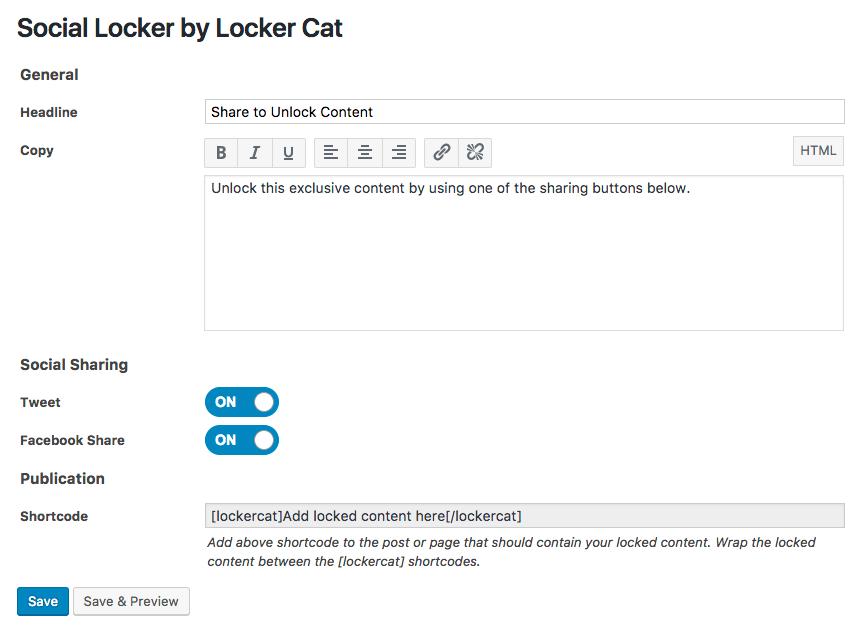 Social Locker by Locker Cat
General
Headline Share to Unlock Content
Copy B I U HTML
Unlock this exclusive content by using one of the sharing buttons below.
Social Sharing
Tweet ON
Facebook Share ON
Publication
Shortcode [lockercat]Add locked content here[/lockercat]
Add above shortcode to the post or page that should contain your locked content. Wrap the locked
content between the [lockercat] shortcodes.
Save Save & Preview